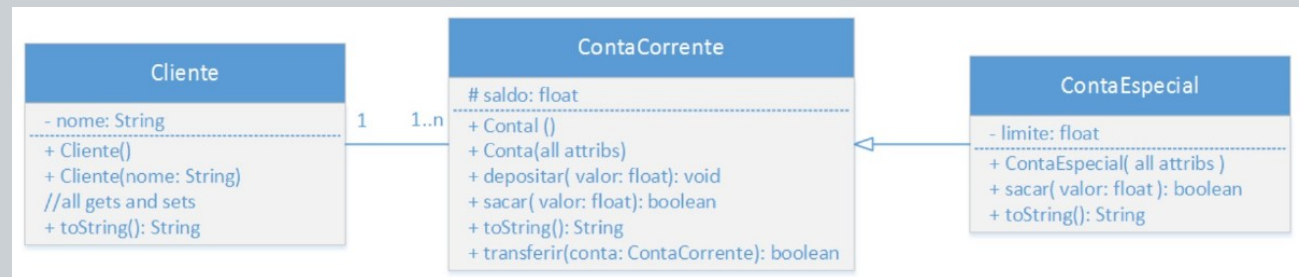 Cliente
- nome: String
+ Cliente()
+ Cliente(nome: String)
//all gets and sets
+ toString(): String
1
1..n
ContaCorrente
# saldo: float
+ Contal ()
+ Conta(all attribs)
+ depositar( valor: float): void
+ sacar( valor: float): boolean
+ toString(): String
+ transferir(conta: ContaCorrente): boolean
ContaEspecial
- limite: float
+ ContaEspecial( all attribs )
+ sacar( valor: float ): boolean
+ toString(): String